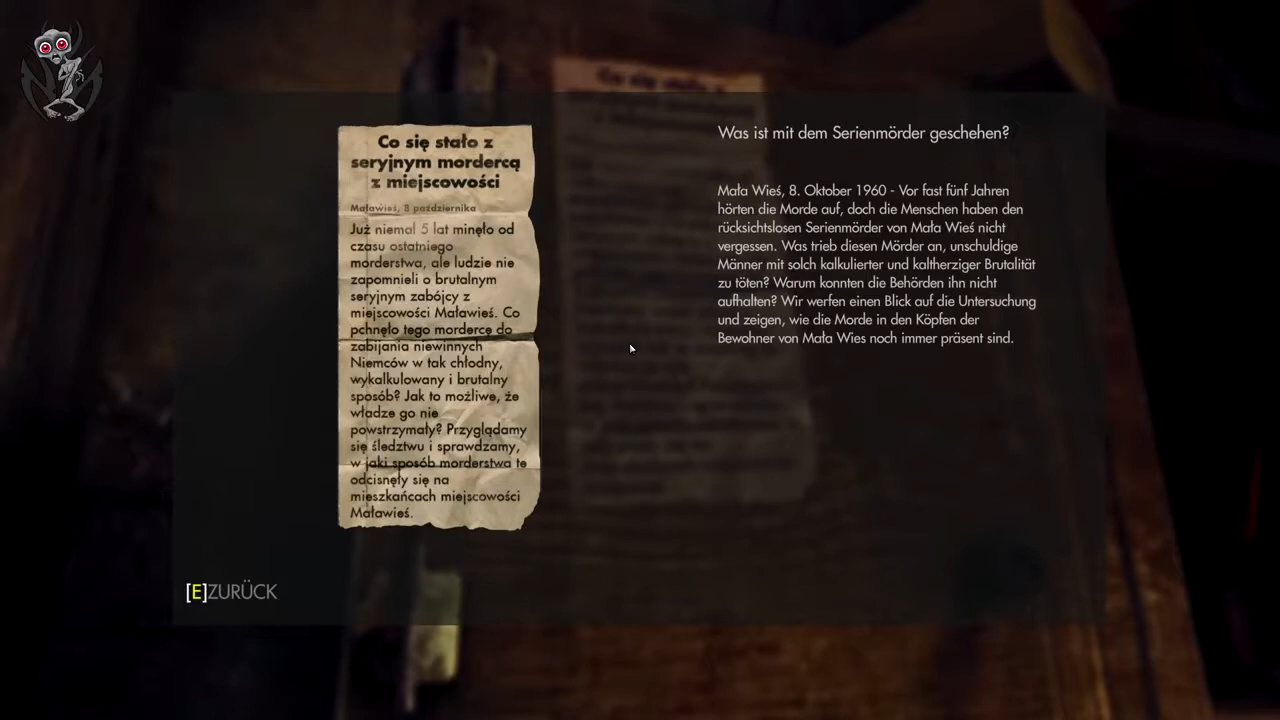 Co się stało z
seryjnym mordercą
z miejscowości
Maławieś, 8 października
Już niemal 5 lat minęło od
czasu ostatniego
morderstwa, ale ludzie nie
zapomnieli o brutalnym
seryjnym zabójcy z
miejscowości Maławieś. Co
pchnęło tego mordercę do
zabijania niewinnych
Niemców w tak chłodny,
wykalkulowany i brutalny
sposób? Jak to możliwe, że
władze go nie
powstrzymały? Przyglądamy
się śledztwu i sprawdzamy,
w jaki sposób morderstwa te
odcisnęły się na
mieszkańcach miejscowości
Maławieś.
Was ist mit dem Serienmörder geschehen?
Mała Wieś, 8. Oktober 1960 - Vor fast fünf Jahren
hörten die Morde auf, doch die Menschen haben den
rücksichtslosen Serienmörder von Mała Wieś nicht
vergessen. Was trieb diesen Mörder an, unschuldige
Männer mit solch kalkulierter und kaltherziger Brutalität
zu töten? Warum konnten die Behörden ihn nicht
aufhalten? Wir werfen einen Blick auf die Untersuchung
und zeigen, wie die Morde in den Köpfen der
Bewohner von Mała Wies noch immer präsent sind.
[E]ZURÜCK